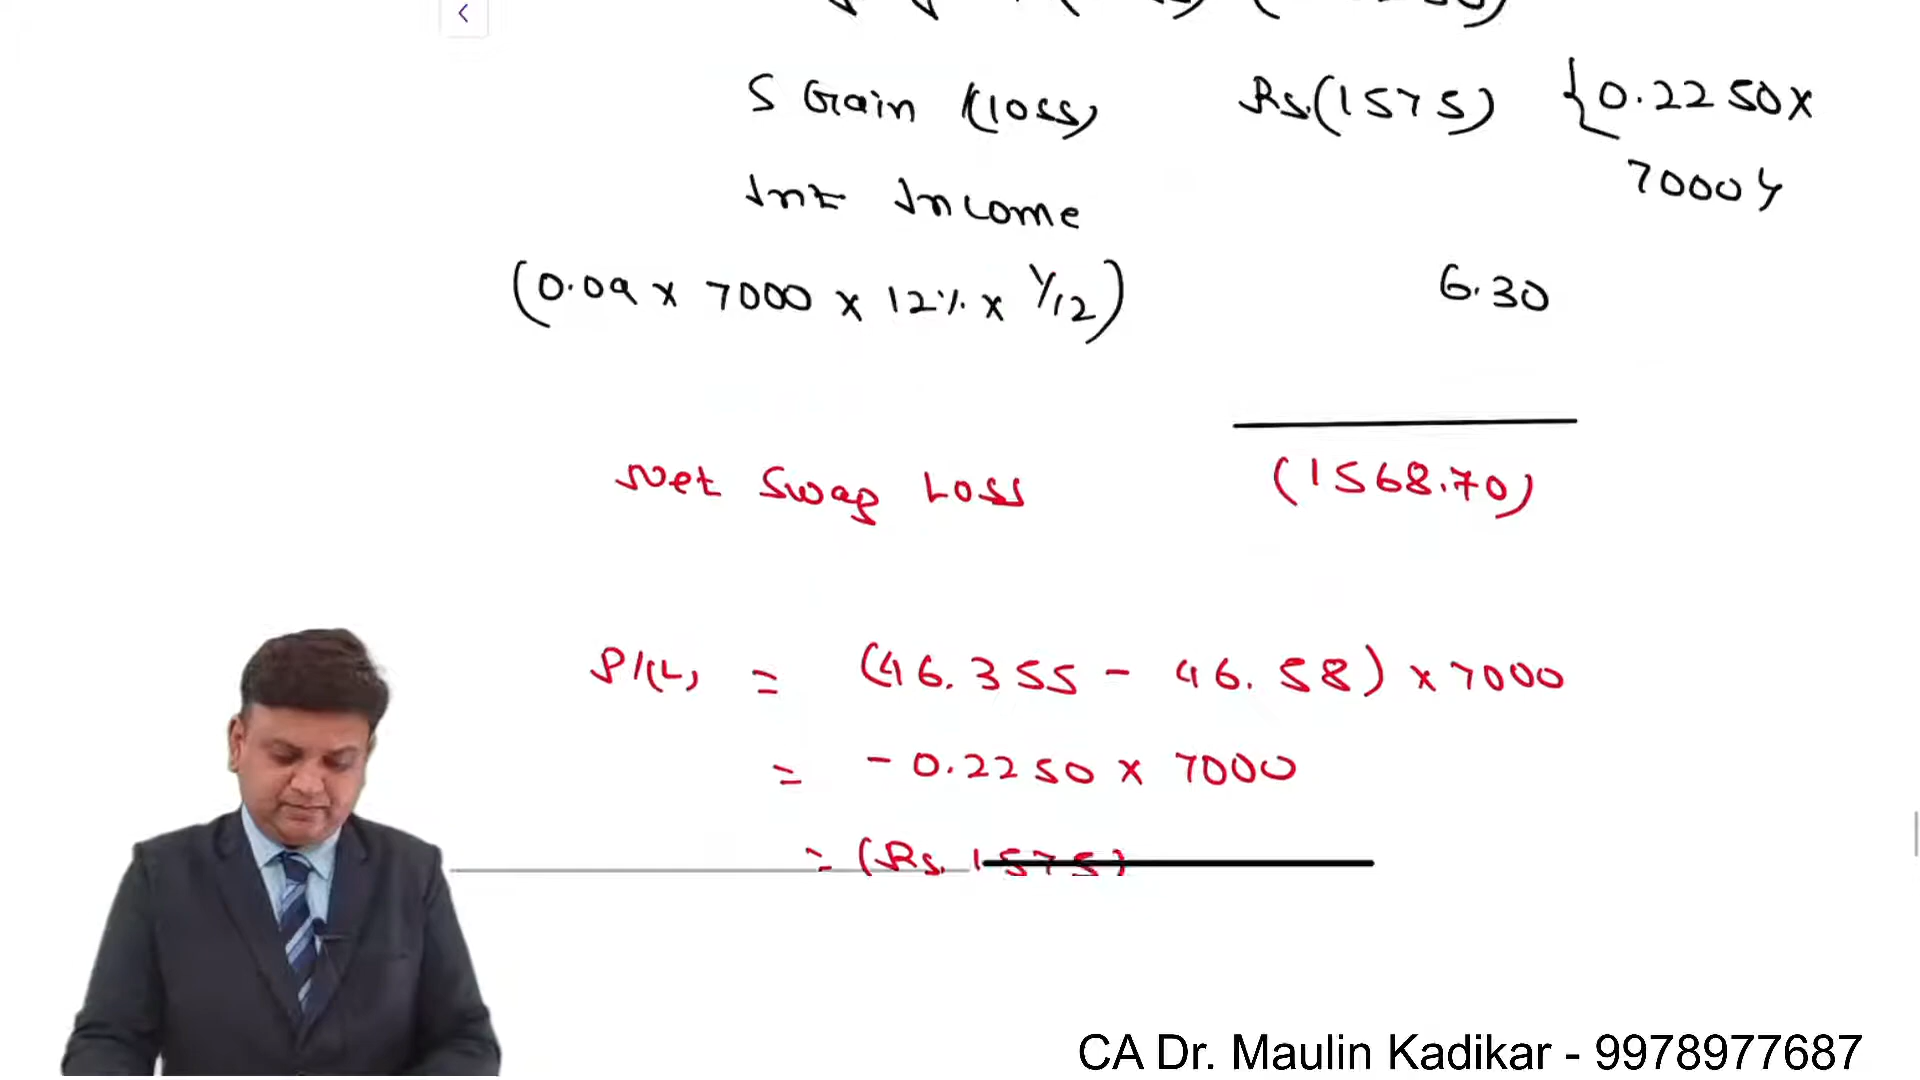 S Gain (loss) Rs.(1575) {0.2250x
7000}
Int Income
(0.09 x 7000 x 12% x 1/12) 6.30
Net Swap Loss (1568.70)
P/(L) = (46.355 - 46.58) x 7000
= - 0.2250 x 7000
= (Rs. 1575)
CA Dr. Maulin Kadikar - 9978977687